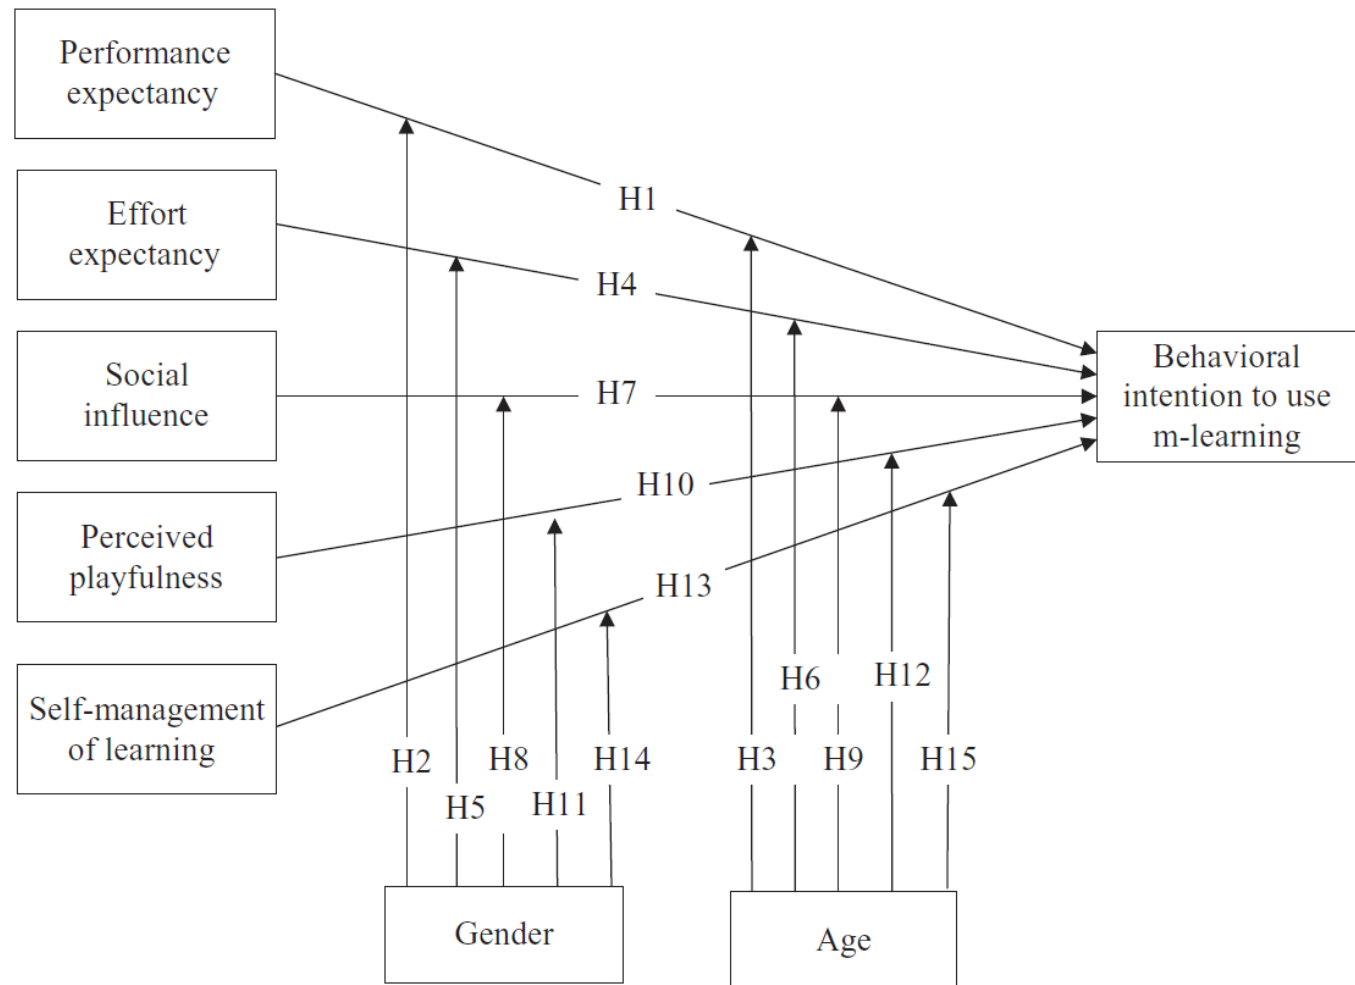 Performance
expectancy
Effort
expectancy
Social
influence
Perceived
playfulness
Self-management
of learning
H1
H4
H7
H10
H13
Behavioral
intention to use
m-learning
H2
H5
H8
H11
H14
H3
H6
H9
H12
H15
Gender
Age